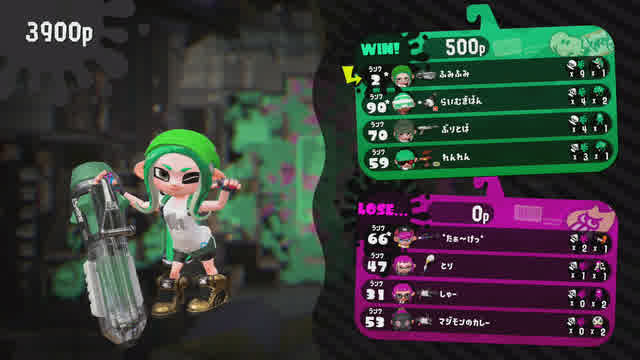 3900p
WIN! 500p
ランク 2* ふみふみ x9 x1
ランク 90* らいむぎぱん x4 x2
ランク 70 ぷりとば x4 x1
ランク 59 わんわん x3 x1
LOSE... 0p
ランク 66* °たぁ〜けっ° x0 x2
ランク 47 とり x1 x1
ランク 31 しゃー x0 x2
ランク 53 マジモンのカレー x0 x2